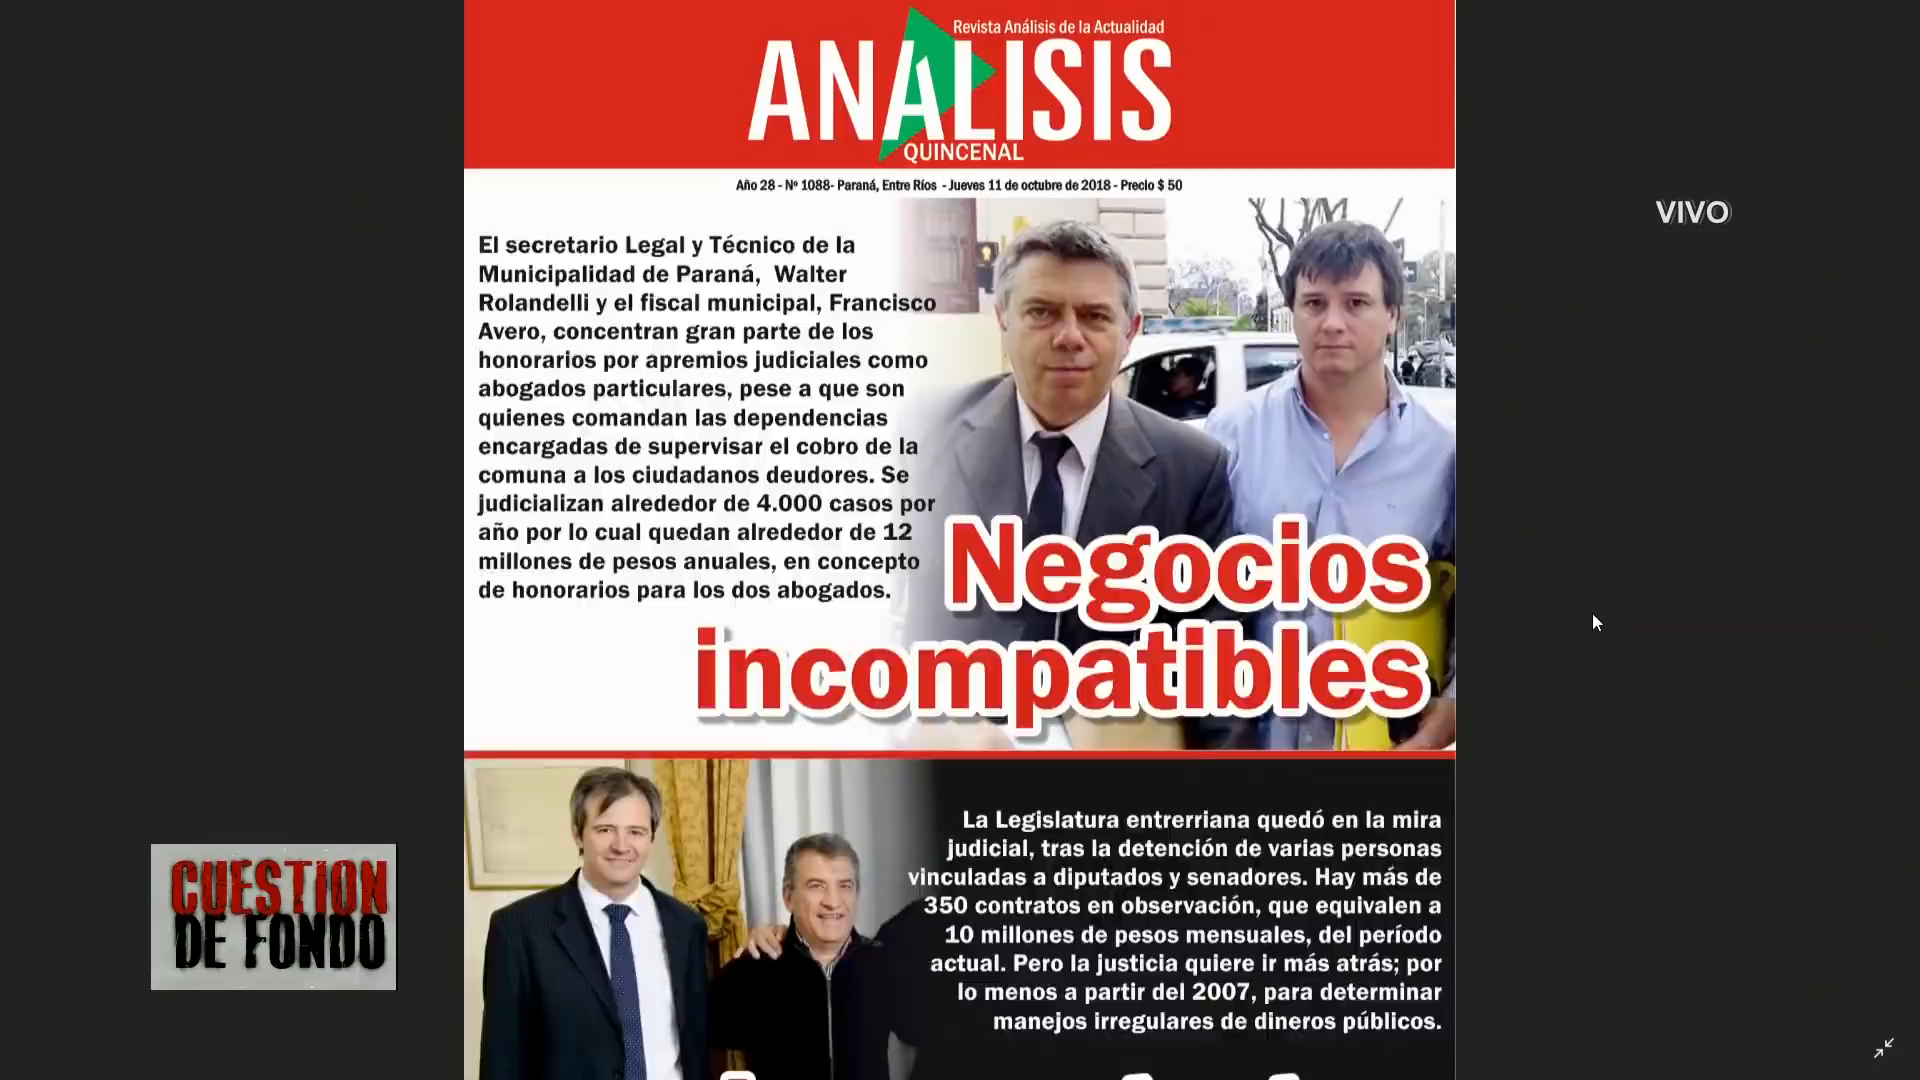 Revista Análisis de la Actualidad
ANALISIS
QUINCENAL
Año 28 - Nº 1088- Paraná, Entre Ríos - Jueves 11 de octubre de 2018 - Precio $ 50
VIVO
El secretario Legal y Técnico de la
Municipalidad de Paraná, Walter
Rolandelli y el fiscal municipal, Francisco
Avero, concentran gran parte de los
honorarios por apremios judiciales como
abogados particulares, pese a que son
quienes comandan las dependencias
encargadas de supervisar el cobro de la
comuna a los ciudadanos deudores. Se
judicializan alrededor de 4.000 casos por
año por lo cual quedan alrededor de 12
millones de pesos anuales, en concepto
de honorarios para los dos abogados.
Negocios
incompatibles
La Legislatura entrerriana quedó en la mira
judicial, tras la detención de varias personas
vinculadas a diputados y senadores. Hay más de
350 contratos en observación, que equivalen a
10 millones de pesos mensuales, del período
actual. Pero la justicia quiere ir más atrás; por
lo menos a partir del 2007, para determinar
manejos irregulares de dineros públicos.
CUESTION
DE FONDO